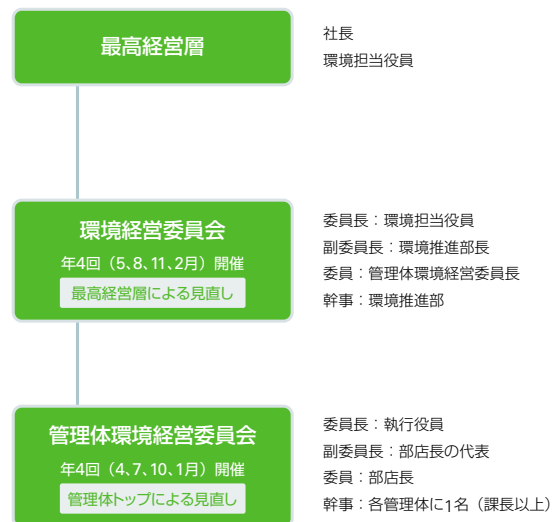 最高経営層
社長
環境担当役員
環境経営委員会
年4回（5、8、11、2月）開催
最高経営層による見直し
委員長：環境担当役員
副委員長：環境推進部長
委員：管理体環境経営委員長
幹事：環境推進部
管理体環境経営委員会
年4回（4、7、10、1月）開催
管理体トップによる見直し
委員長：執行役員
副委員長：部店長の代表
委員：部店長
幹事：各管理体に1名（課長以上）